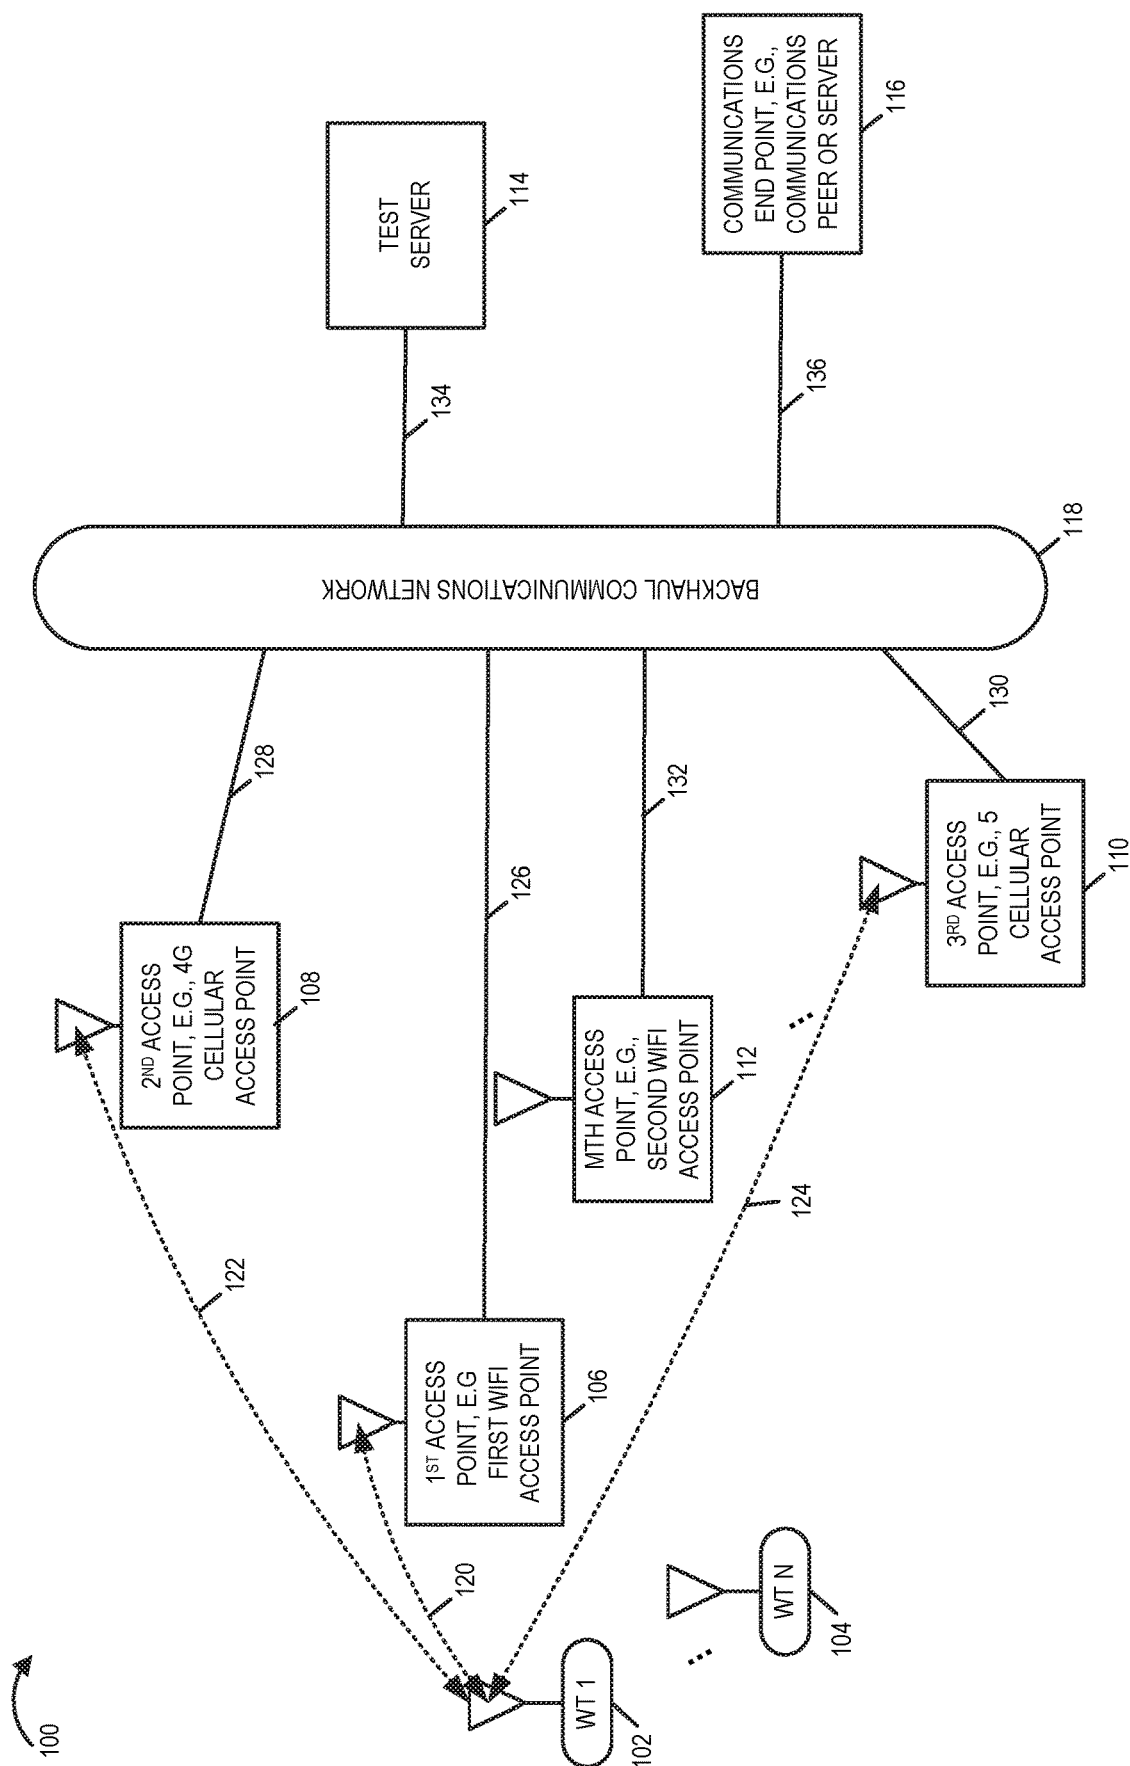 100
2ND ACCESS
POINT, E.G., 4G
CELLULAR
ACCESS POINT
108
122
128
1ST ACCESS
POINT, E.G
FIRST WIFI
ACCESS POINT
106
120
126
MTH ACCESS
POINT, E.G.,
SECOND WIFI
ACCESS POINT
112
132
3RD ACCESS
POINT, E.G., 5
CELLULAR
ACCESS POINT
110
124
130
WT 1
102
WT N
104
BACKHAUL COMMUNICATIONS NETWORK
118
TEST
SERVER
114
134
COMMUNICATIONS
END POINT, E.G.,
COMMUNICATIONS
PEER OR SERVER
116
136